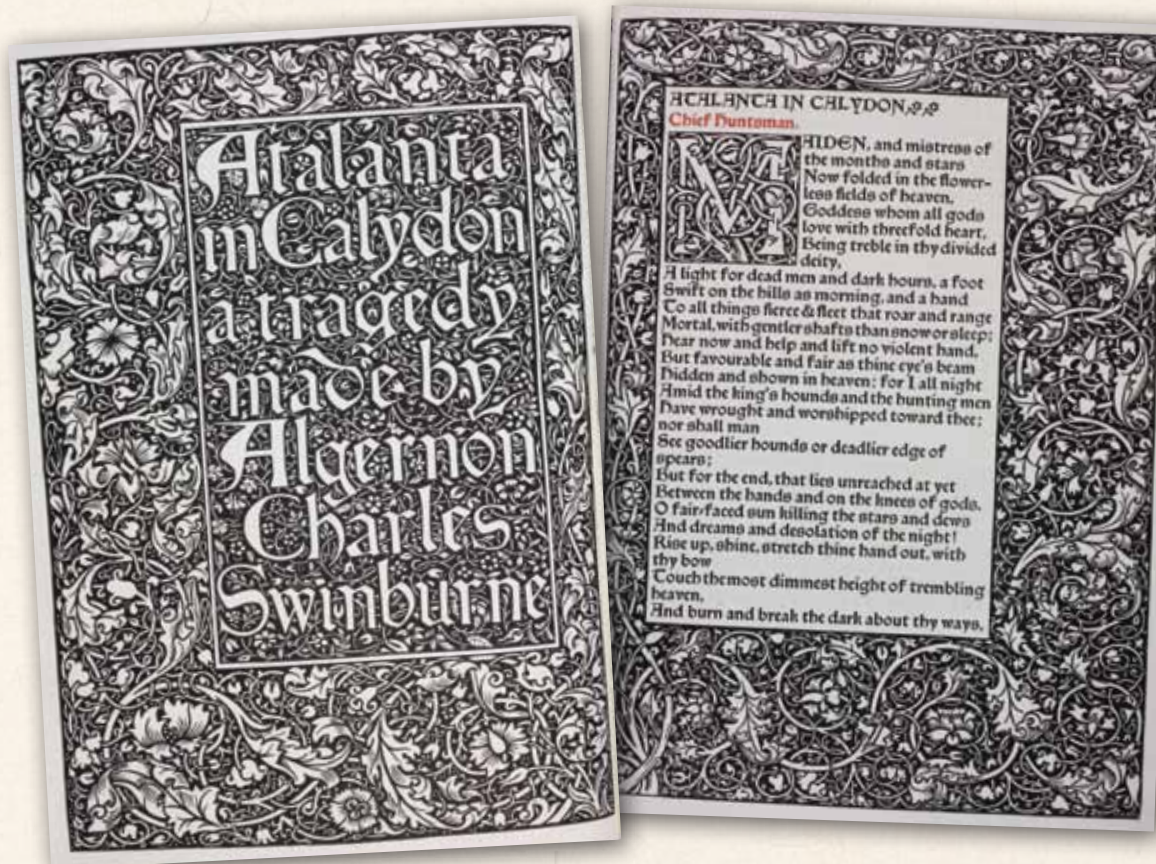 Atalanta
in Calydon
a tragedy
made by
Algernon
Charles
Swinburne
ATALANTA IN CALYDON
Chief Huntsman.
MAIDEN, and mistress of
the months and stars
Now folded in the flower-
less fields of heaven,
Goddess whom all gods
love with threefold heart,
Being treble in thy divided
deity,
A light for dead men and dark hours, a foot
Swift on the hills as morning, and a hand
To all things fierce & fleet that roar and range
Mortal, with gentler shafts than snow or sleep;
Hear now and help and lift no violent hand,
But favourable and fair as thine eye's beam
Hidden and shown in heaven; for I all night
Amid the king's hounds and the hunting men
Have wrought and worshipped toward thee;
nor shall man
See goodlier hounds or deadlier edge of
spears;
But for the end, that lies unreached at yet
Between the hands and on the knees of gods.
O fair-faced sun killing the stars and dews
And dreams and desolation of the night!
Rise up, shine, stretch thine hand out, with
thy bow
Touch the most dimmest height of trembling
heaven,
And burn and break the dark about thy ways,